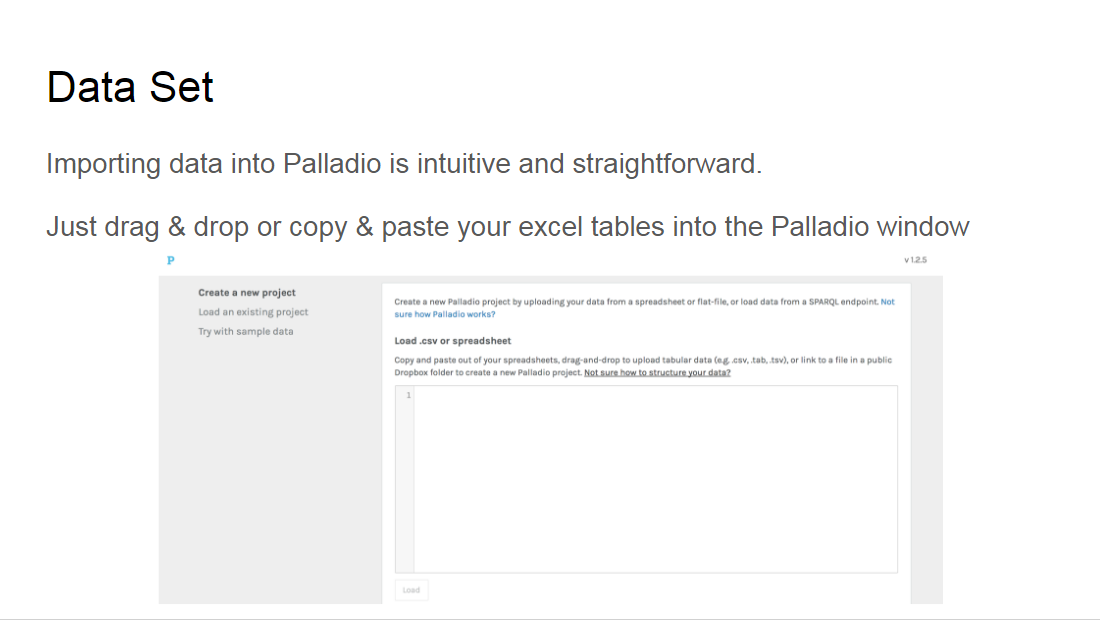 Data Set
Importing data into Palladio is intuitive and straightforward.
Just drag & drop or copy & paste your excel tables into the Palladio window
P
v 1.2.5
Create a new project
Load an existing project
Try with sample data
Create a new Palladio project by uploading your data from a spreadsheet or flat-file, or load data from a SPARQL endpoint. Not
sure how Palladio works?
Load .csv or spreadsheet
Copy and paste out of your spreadsheets, drag-and-drop to upload tabular data (e.g. .csv, .tab, .tsv), or link to a file in a public
Dropbox folder to create a new Palladio project. Not sure how to structure your data?
1
Load